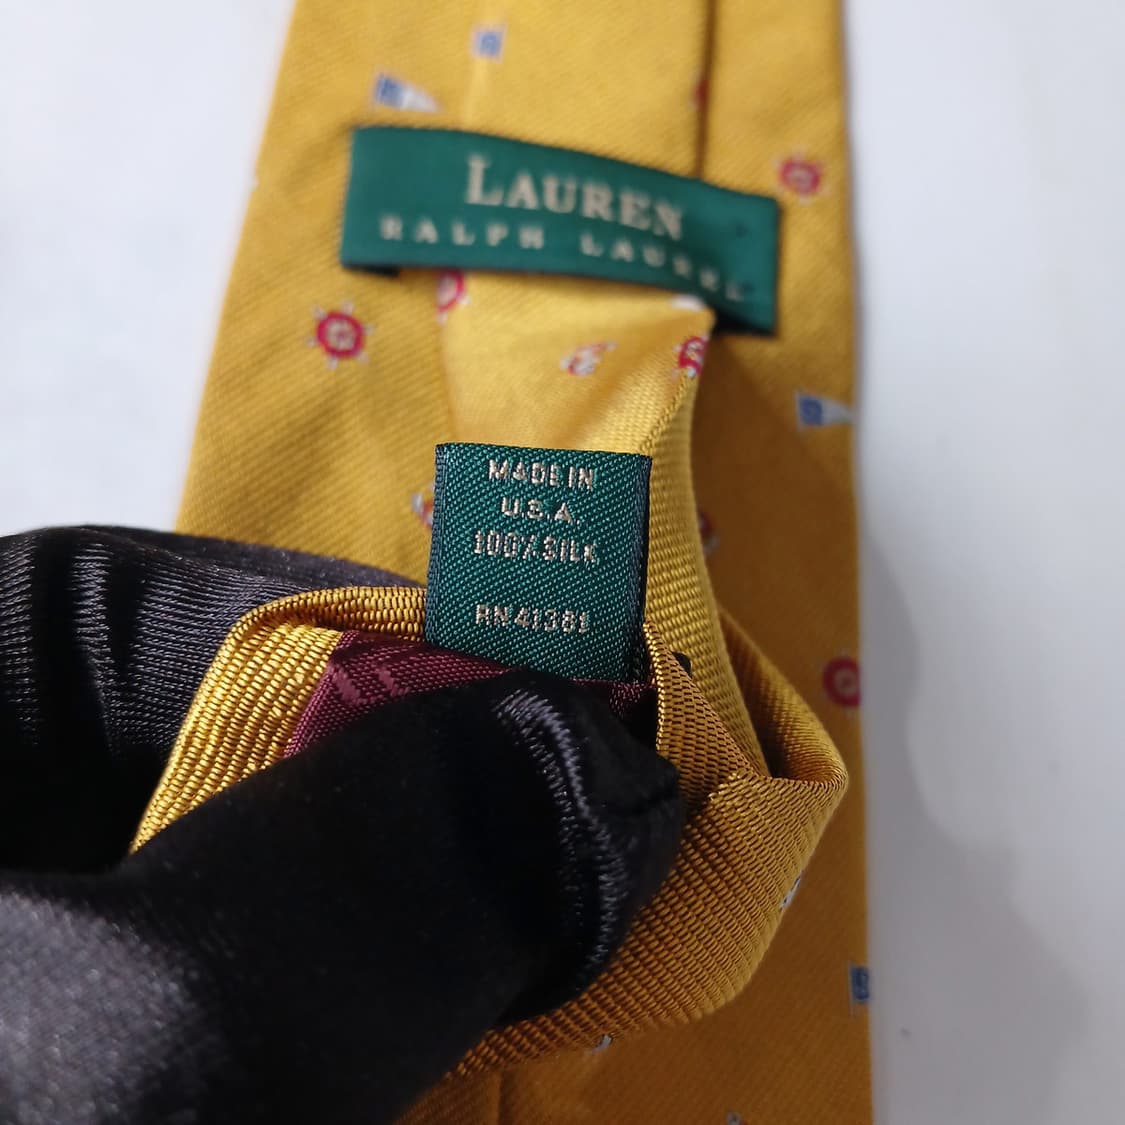 LAUREN
RALPH LAUREN
MADE IN
U.S.A.
100% SILK
RN 41381